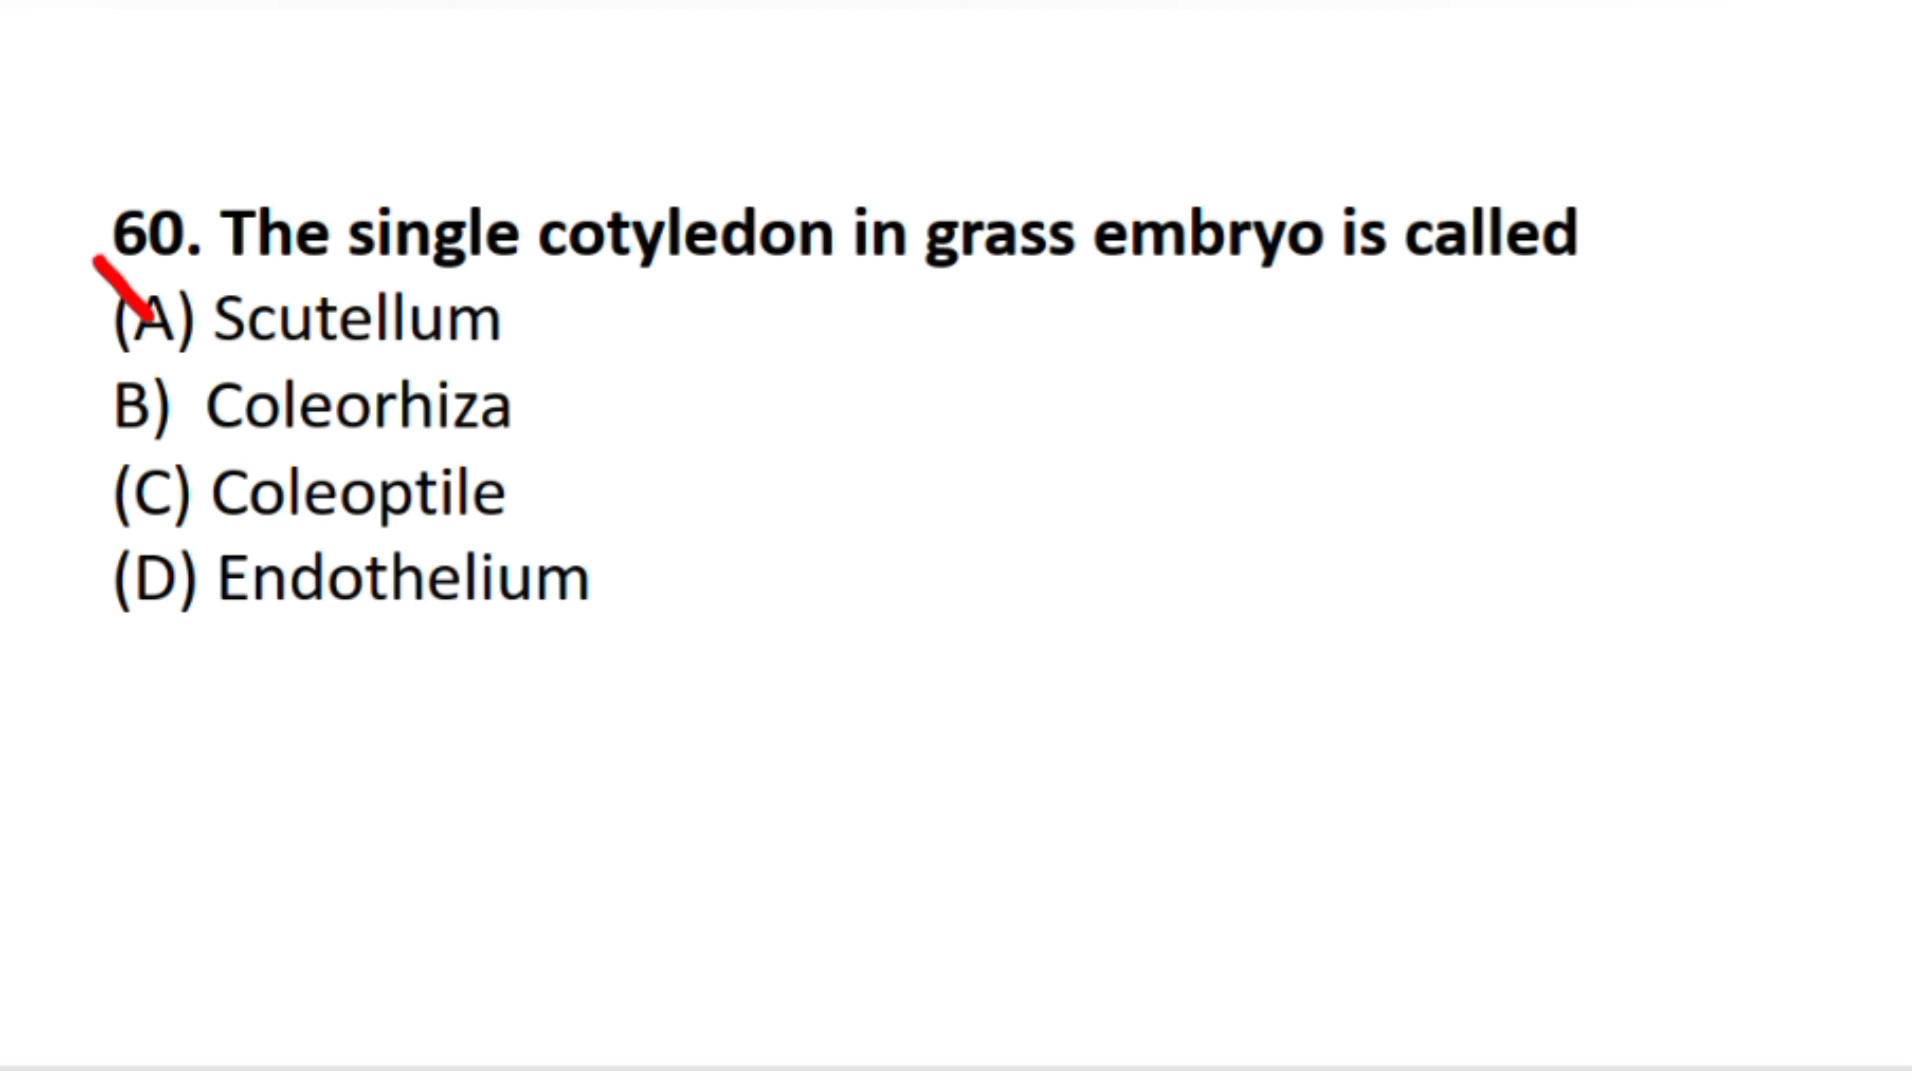 60. The single cotyledon in grass embryo is called
(A) Scutellum
B) Coleorhiza
(C) Coleoptile
(D) Endothelium